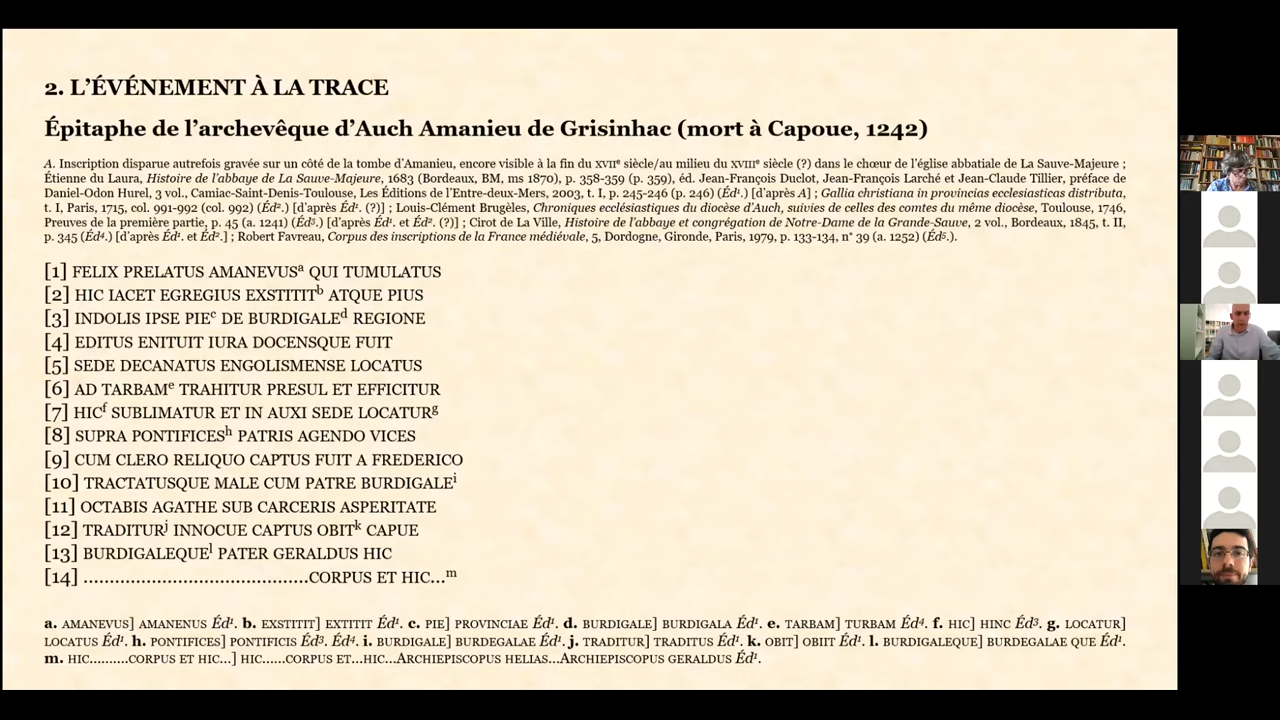 2. L’ÉVÉNEMENT À LA TRACE
Épitaphe de l’archevêque d’Auch Amanieu de Grisinhac (mort à Capoue, 1242)
A. Inscription disparue autrefois gravée sur un côté de la tombe d’Amanieu, encore visible à la fin du XVIIᵉ siècle/au milieu du XVIIIᵉ siècle (?) dans le chœur de l’église abbatiale de La Sauve-Majeure ;
Étienne du Laura, Histoire de l’abbaye de La Sauve-Majeure, 1683 (Bordeaux, BM, ms 1870), p. 358-359 (p. 359), éd. Jean-François Duclot, Jean-François Larché et Jean-Claude Tillier, préface de
Daniel-Odon Hurel, 3 vol., Camiac-Saint-Denis-Toulouse, Les Éditions de l’Entre-deux-Mers, 2003, t. I, p. 245-246 (p. 246) (Éd¹.) [d’après A] ; Gallia christiana in provincias ecclesiasticas distributa,
t. I, Paris, 1715, col. 991-992 (col. 992) (Éd².) [d’après Éd¹. (?)] ; Louis-Clément Brugèles, Chroniques ecclésiastiques du diocèse d’Auch, suivies de celles des comtes du même diocèse, Toulouse, 1746,
Preuves de la première partie, p. 45 (a. 1241) (Éd³.) [d’après Éd¹. et Éd². (?)] ; Cirot de La Ville, Histoire de l’abbaye et congrégation de Notre-Dame de la Grande-Sauve, 2 vol., Bordeaux, 1845, t. II,
p. 345 (Éd⁴.) [d’après Éd¹. et Éd².] ; Robert Favreau, Corpus des inscriptions de la France médiévale, 5, Dordogne, Gironde, Paris, 1979, p. 133-134, n° 39 (a. 1252) (Éd⁵.).
[1] FELIX PRELATUS AMANEVUSᵃ QUI TUMULATUS
[2] HIC IACET EGREGIUS EXSTITITᵇ ATQUE PIUS
[3] INDOLIS IPSE PIEᶜ DE BURDIGALEᵈ REGIONE
[4] EDITUS ENITUIT IURA DOCENSQUE FUIT
[5] SEDE DECANATUS ENGOLISMENSE LOCATUS
[6] AD TARBAMᵉ TRAHITUR PRESUL ET EFFICITUR
[7] HICᶠ SUBLIMATUR ET IN AUXI SEDE LOCATURᵍ
[8] SUPRA PONTIFICESʰ PATRIS AGENDO VICES
[9] CUM CLERO RELIQUO CAPTUS FUIT A FREDERICO
[10] TRACTATUSQUE MALE CUM PATRE BURDIGALEⁱ
[11] OCTABIS AGATHE SUB CARCERIS ASPERITATE
[12] TRADITURʲ INNOCUE CAPTUS OBITᵏ CAPUE
[13] BURDIGALEQUEˡ PATER GERALDUS HIC
[14] ...........................................CORPUS ET HIC...ᵐ
a. AMANEVUS] AMANENUS Éd¹. b. EXSTITIT] EXTITIT Éd¹. c. PIE] PROVINCIAE Éd¹. d. BURDIGALE] BURDIGALA Éd¹. e. TARBAM] TURBAM Éd⁴. f. HIC] HINC Éd³. g. LOCATUR]
LOCATUS Éd¹. h. PONTIFICES] PONTIFICIS Éd³. Éd⁴. i. BURDIGALE] BURDEGALAE Éd¹. j. TRADITUR] TRADITUS Éd¹. k. OBIT] OBIIT Éd¹. l. BURDIGALEQUE] BURDEGALAE QUE Éd¹.
m. HIC..........CORPUS ET HIC...] HIC......CORPUS ET...HIC...ARCHIEPISCOPUS HELIAS...ARCHIEPISCOPUS GERALDUS Éd¹.